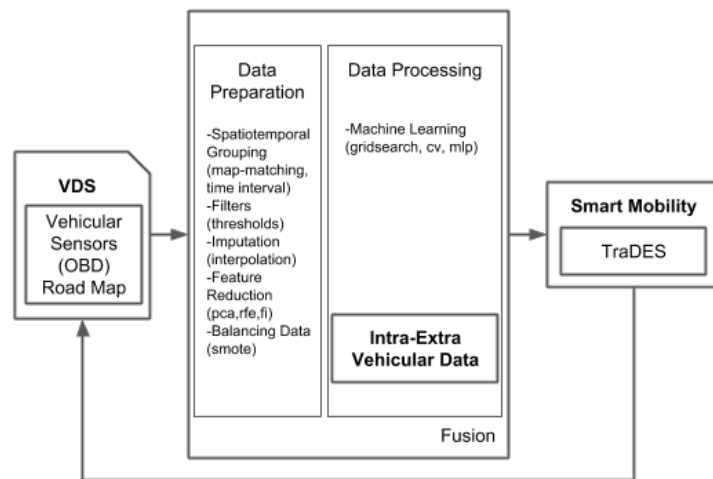 VDS
Vehicular
Sensors
(OBD)
Road Map
Data
Preparation
-Spatiotemporal
Grouping
(map-matching,
time interval)
-Filters
(thresholds)
-Imputation
(interpolation)
-Feature
Reduction
(pca,rfe,fi)
-Balancing Data
(smote)
Data Processing
-Machine Learning
(gridsearch, cv, mlp)
Intra-Extra
Vehicular Data
Fusion
Smart Mobility
TraDES